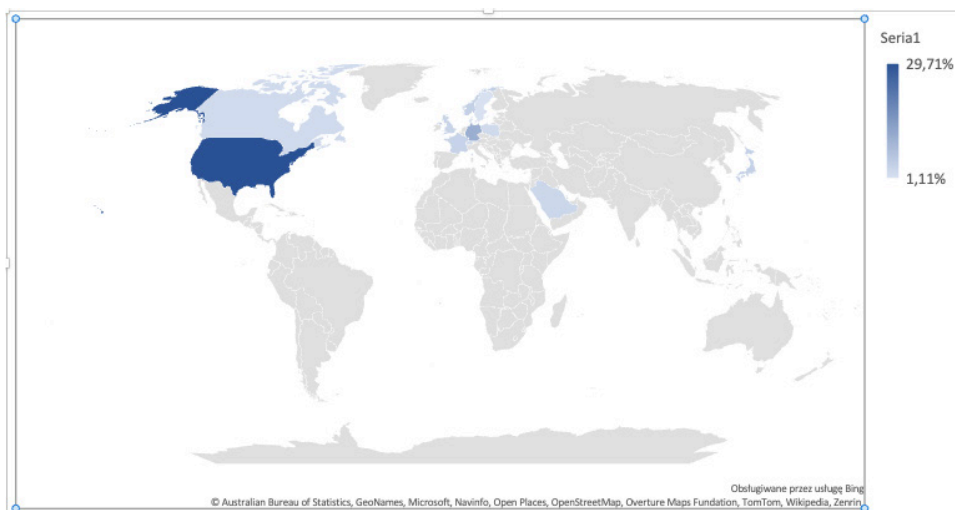 Seria1
29,71%
1,11%
Obsługiwane przez usługę Bing
© Australian Bureau of Statistics, GeoNames, Microsoft, Navinfo, Open Places, OpenStreetMap, Overture Maps Fundation, TomTom, Wikipedia, Zenrin